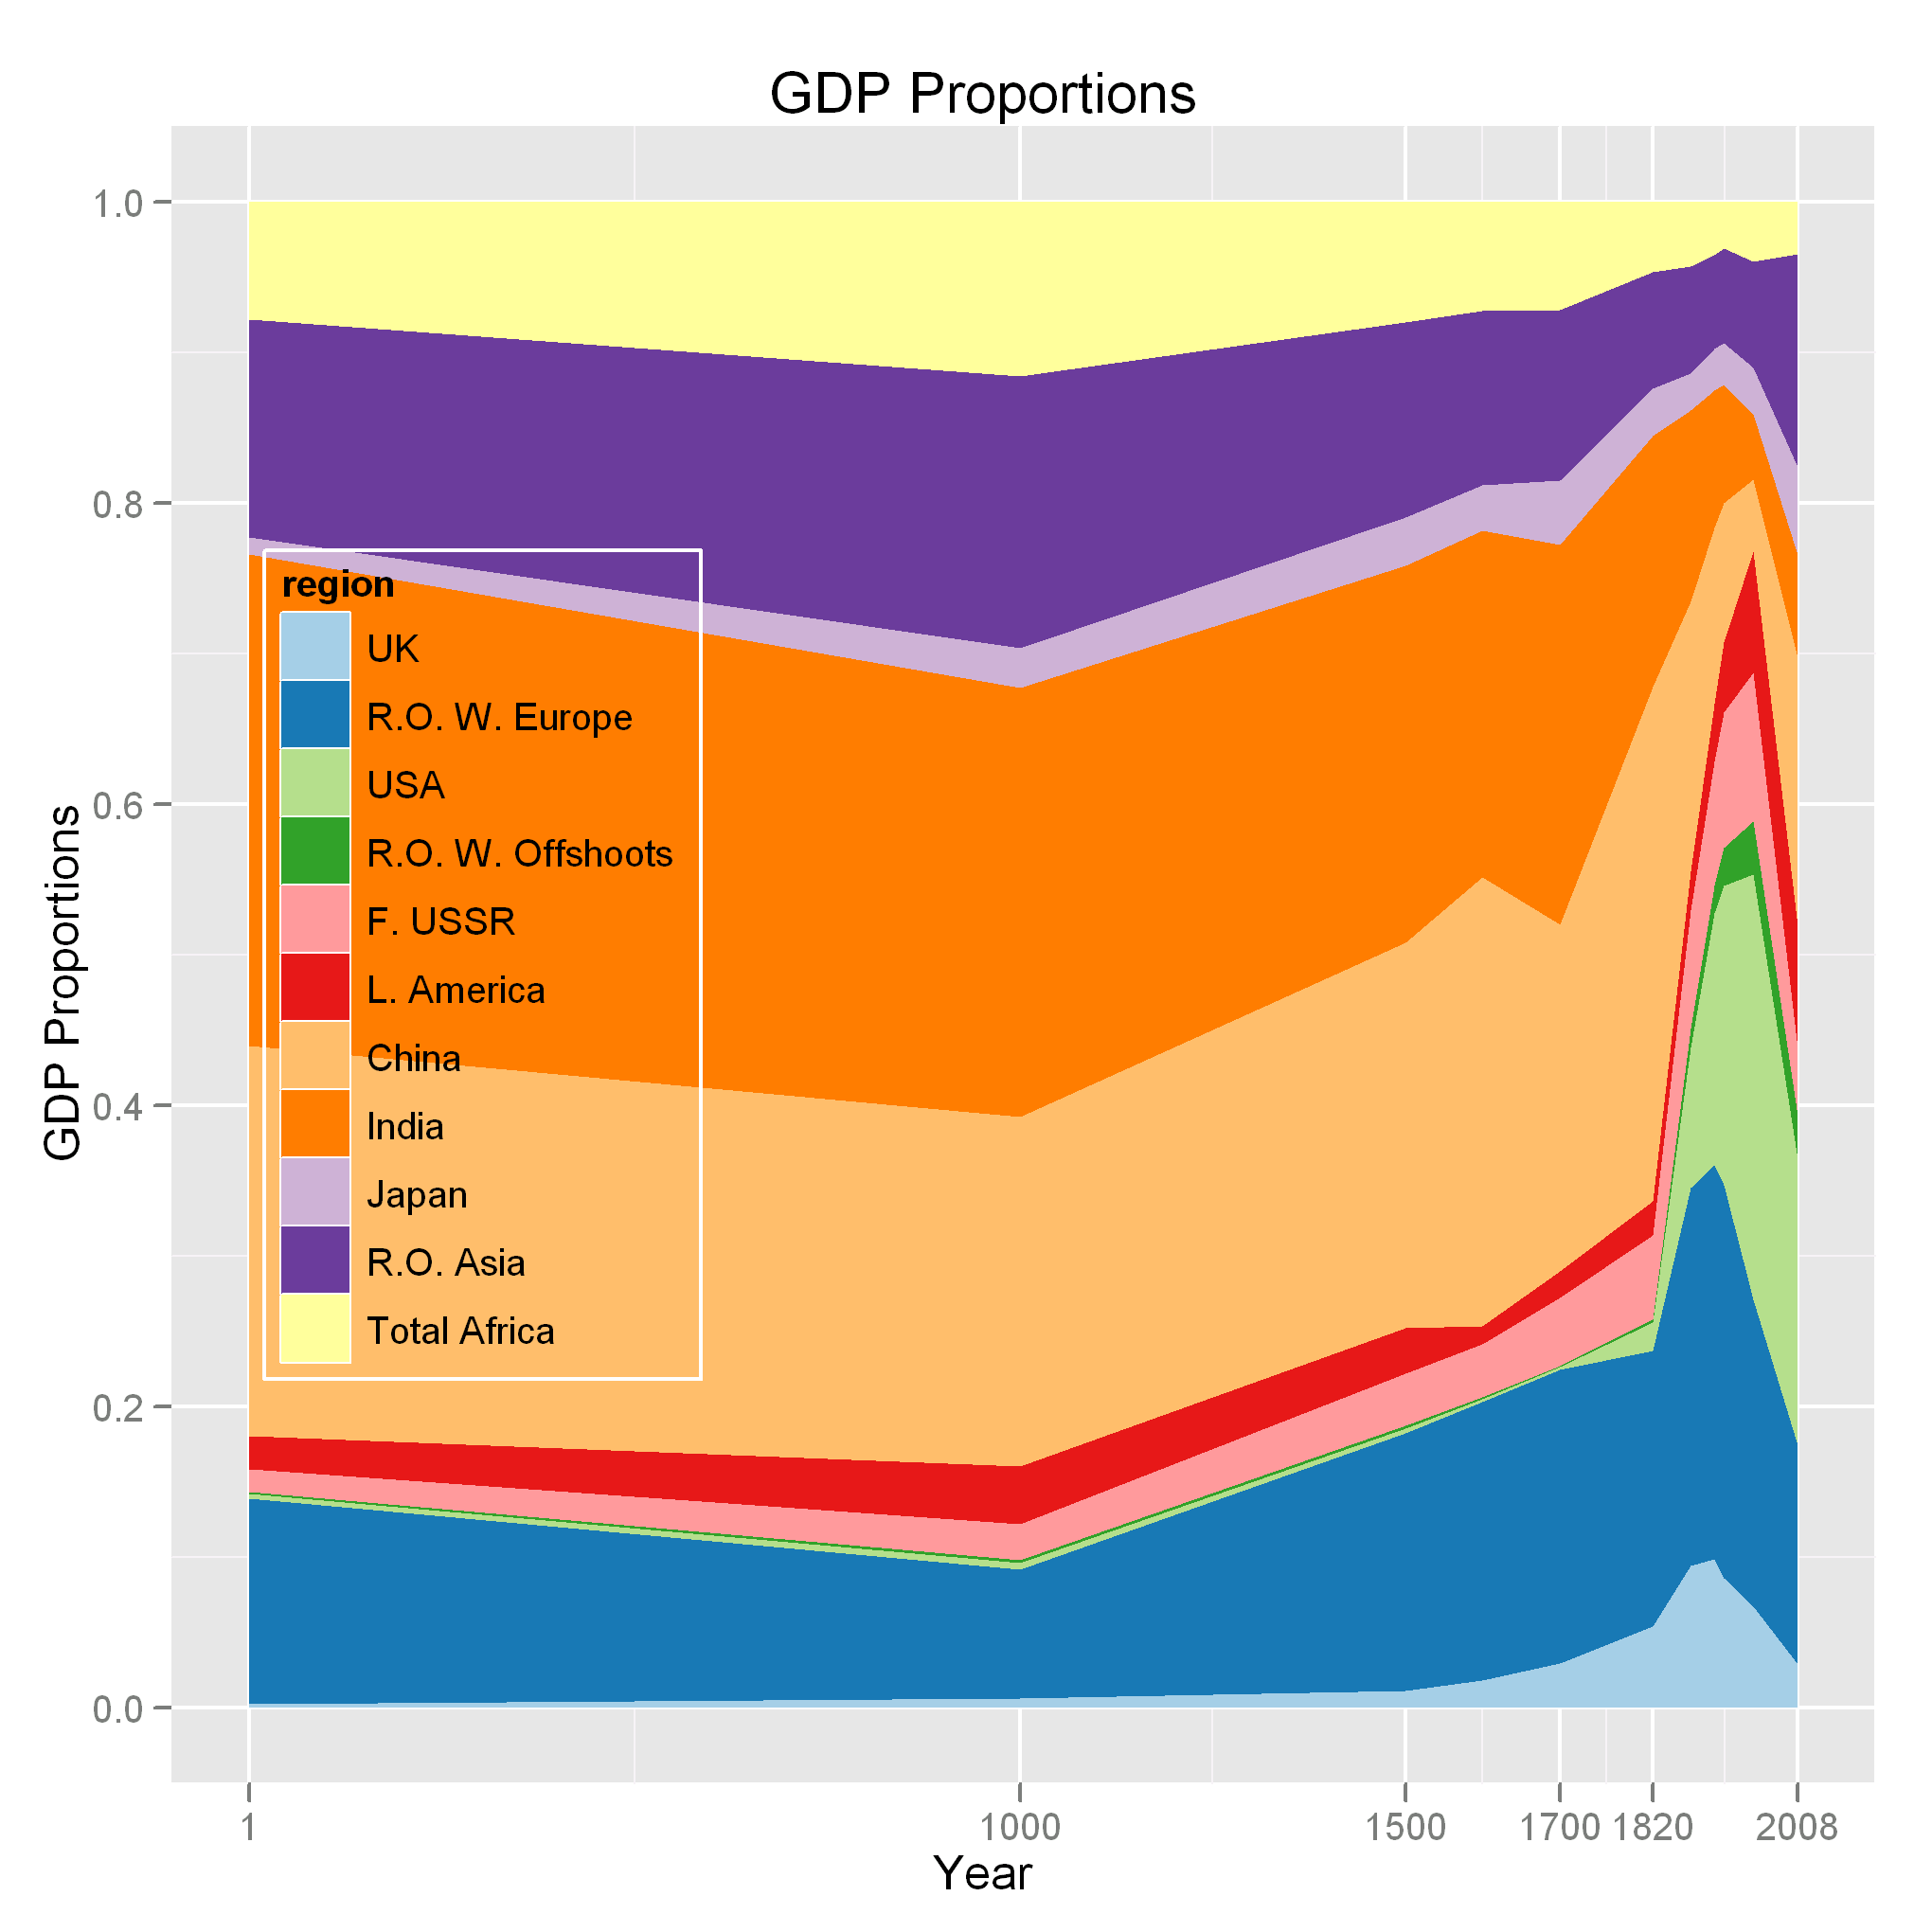 GDP Proportions
GDP Proportions
1.0
0.8
0.6
0.4
0.2
0.0
region
UK
R.O. W. Europe
USA
R.O. W. Offshoots
F. USSR
L. America
China
India
Japan
R.O. Asia
Total Africa
1 1000 1500 1700 1820 2008
Year